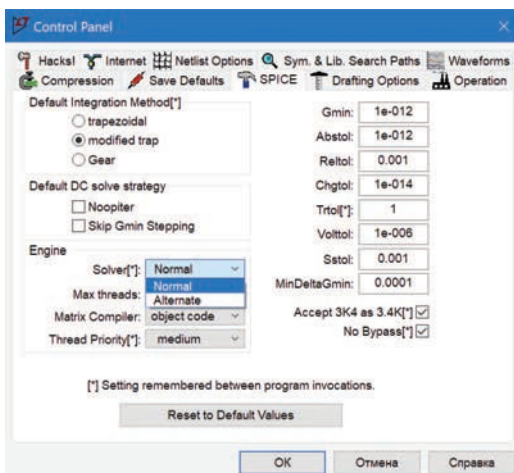 Control Panel
Hacks! Internet Netlist Options Sym. & Lib. Search Paths Waveforms
Compression Save Defaults SPICE Drafting Options Operation
Default Integration Method[*]
trapezoidal
modified trap
Gear
Default DC solve strategy
Noopiter
Skip Gmin Stepping
Engine
Solver[*]: Normal
Normal
Alternate
Max threads:
Matrix Compiler: object code
Thread Priority[*]: medium
Gmin: 1e-012
Abstol: 1e-012
Reltol: 0.001
Chgtol: 1e-014
Trtol[*]: 1
Volttol: 1e-006
Sstol: 0.001
MinDeltaGmin: 0.0001
Accept 3K4 as 3.4K[*]
No Bypass[*]
[*] Setting remembered between program invocations.
Reset to Default Values
OK Отмена Справка